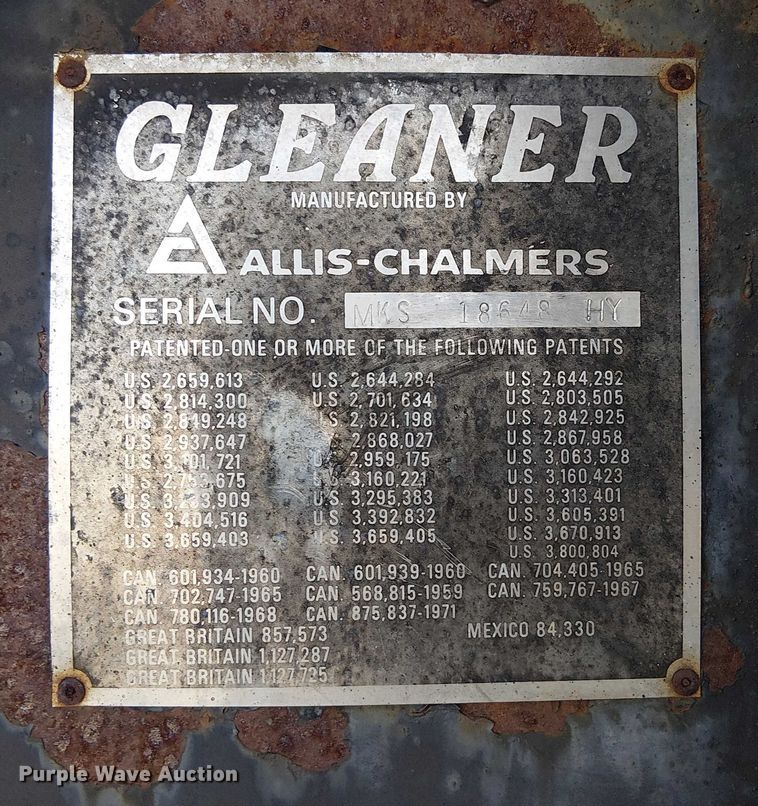 GLEANER
MANUFACTURED BY
ALLIS-CHALMERS
SERIAL NO. MKS 18648 HY
PATENTED-ONE OR MORE OF THE FOLLOWING PATENTS
U.S. 2,659,613 U.S. 2,644,284 U.S. 2,644,292
U.S. 2,814,300 U.S. 2,701,634 U.S. 2,803,505
U.S. 2,849,248 U.S. 2,821,198 U.S. 2,842,925
U.S. 2,937,647 U.S. 2,868,027 U.S. 2,867,958
U.S. 3,101,721 U.S. 2,959,175 U.S. 3,063,528
U.S. U.S. 3,160,221 U.S. 3,160,423
U.S. U.S. 3,295,383 U.S. 3,313,401
U.S. 3,404,516 U.S. 3,392,832 U.S. 3,605,391
U.S. 3,659,403 U.S. 3,659,405 U.S. 3,670,913
U.S. 3,800,804
CAN. 601,934-1960 CAN. 601,939-1960 CAN. 704,405-1965
CAN. 702,747-1965 CAN. 568,815-1959 CAN. 759,767-1967
CAN. 780,116-1968 CAN. 875,837-1971
GREAT BRITAIN 857,573 MEXICO 84,330
GREAT BRITAIN 1,127,287
GREAT BRITAIN 1,127,735
Purple Wave Auction